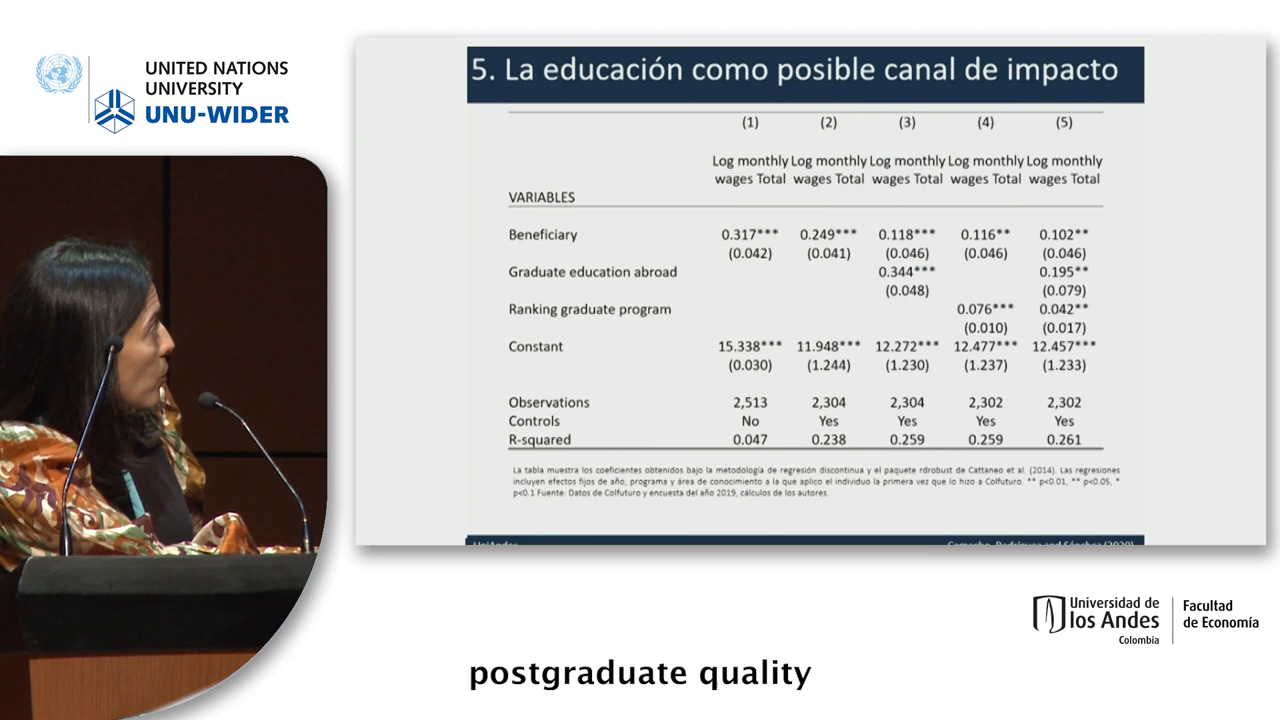 UNITED NATIONS
UNIVERSITY
UNU-WIDER
5. La educación como posible canal de impacto
(1) (2) (3) (4) (5)
Log monthly Log monthly Log monthly Log monthly Log monthly
wages Total wages Total wages Total wages Total wages Total
VARIABLES
Beneficiary 0.317*** 0.249*** 0.118*** 0.116** 0.102**
(0.042) (0.041) (0.046) (0.046) (0.046)
Graduate education abroad 0.344*** 0.195**
(0.048) (0.079)
Ranking graduate program 0.076*** 0.042**
(0.010) (0.017)
Constant 15.338*** 11.948*** 12.272*** 12.477*** 12.457***
(0.030) (1.244) (1.230) (1.237) (1.233)
Observations 2,513 2,304 2,304 2,302 2,302
Controls No Yes Yes Yes Yes
R-squared 0.047 0.238 0.259 0.259 0.261
La tabla muestra los coeficientes obtenidos bajo la metodología de regresión discontinua y el paquete rdrobust de Cattaneo et al. (2014). Las regresiones
incluyen efectos fijos de año, programa y área de conocimiento a la que aplico el individuo la primera vez que lo hizo a Colfuturo. ** p<0.01, ** p<0.05, *
p<0.1 Fuente: Datos de Colfuturo y encuesta del año 2019, cálculos de los autores.
UniAndes Camacho, Rodríguez and Sánchez (2020)
Universidad de
los Andes
Colombia
Facultad
de Economía
postgraduate quality